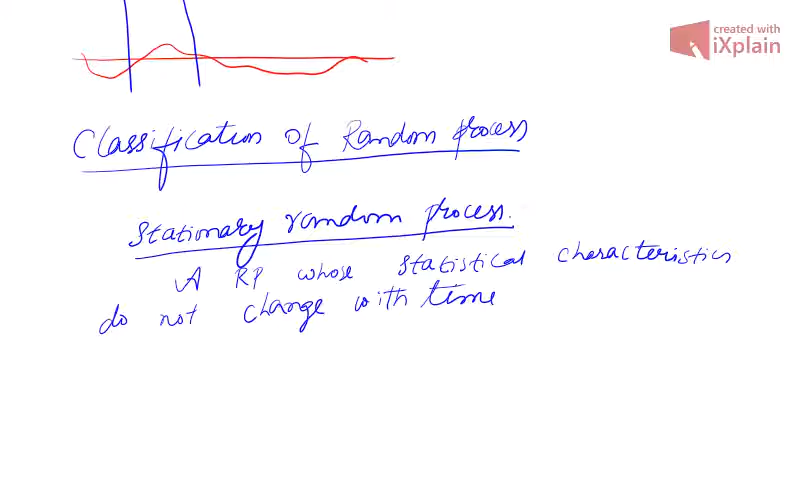 created with
iXplain
Classification of Random process
Stationary random process.
A RP whose statistical characteristics
do not change with time